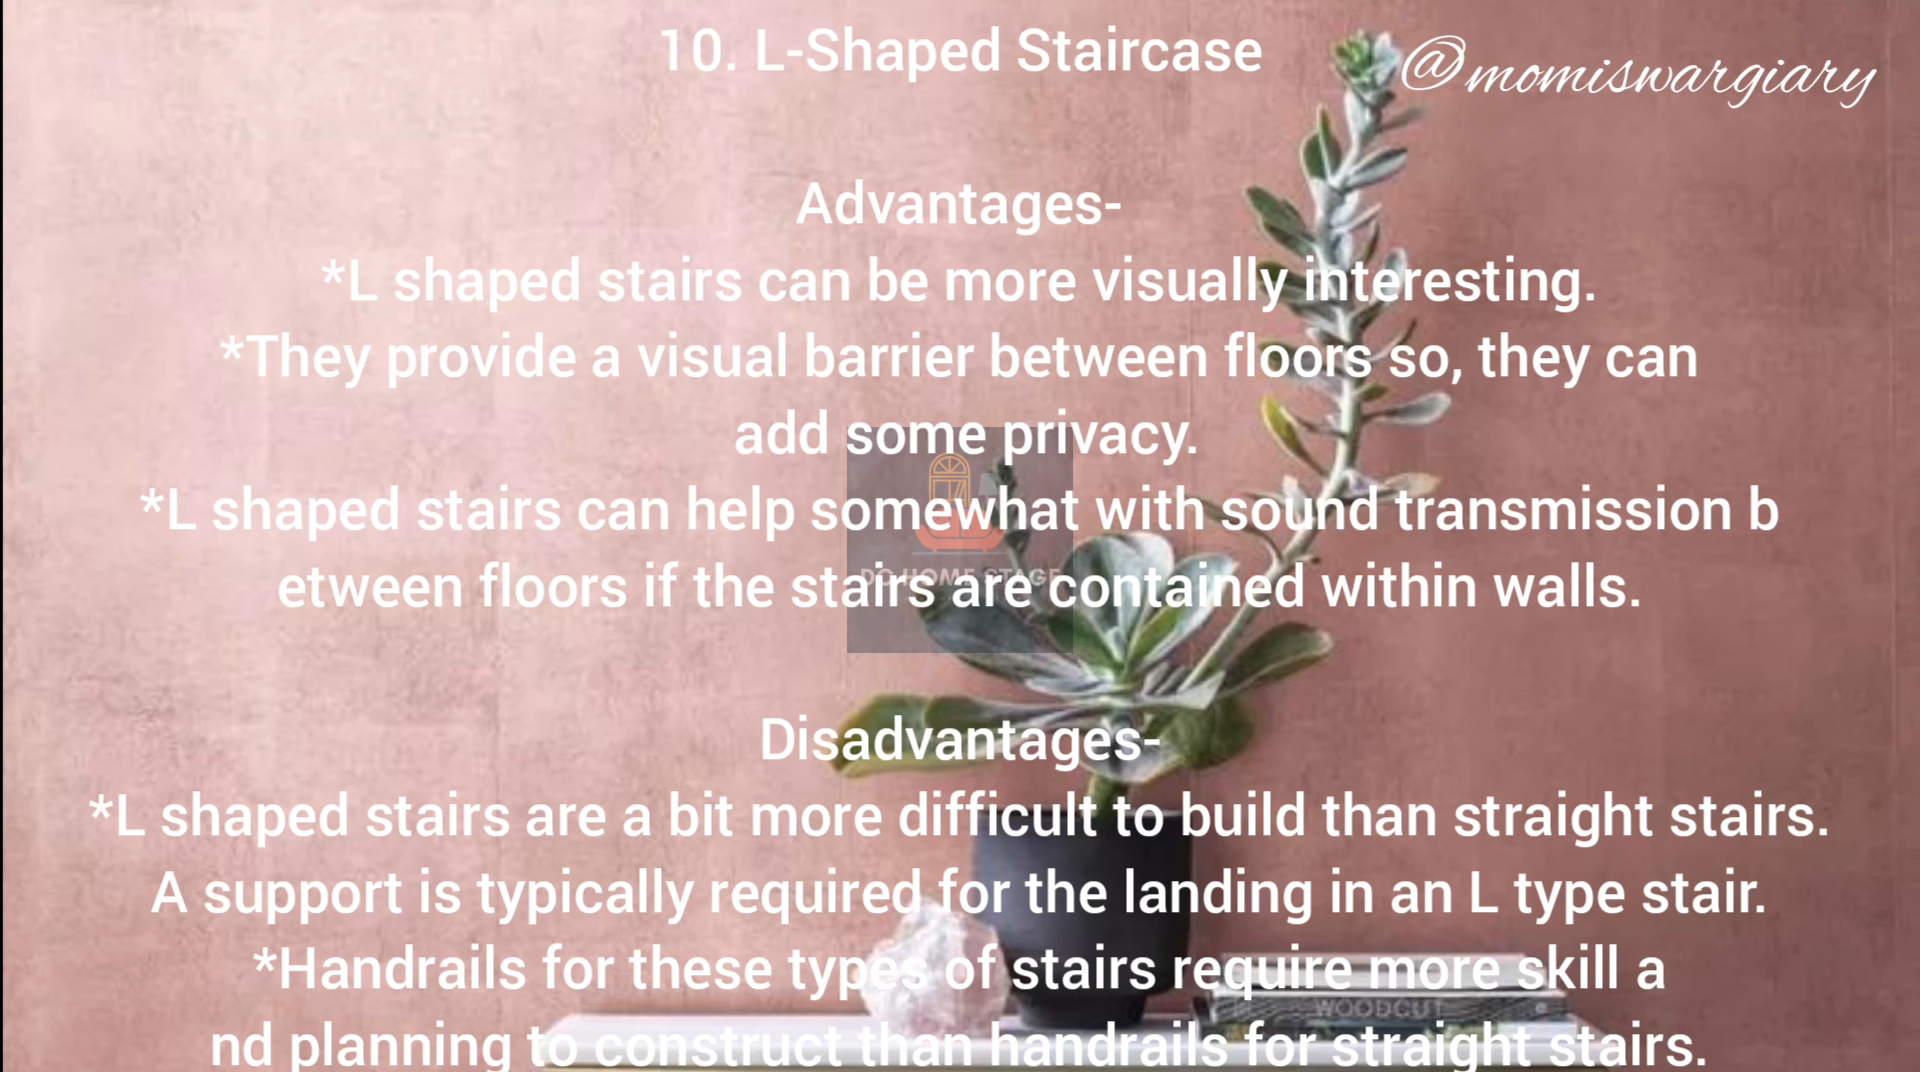 10. L-Shaped Staircase
@momiswargiary
Advantages-
*L shaped stairs can be more visually interesting.
*They provide a visual barrier between floors so, they can
add some privacy.
*L shaped stairs can help somewhat with sound transmission b
etween floors if the stairs are contained within walls.
DC HOME STAGE
Disadvantages-
*L shaped stairs are a bit more difficult to build than straight stairs.
A support is typically required for the landing in an L type stair.
*Handrails for these types of stairs require more skill a
nd planning to construct than handrails for straight stairs.
WOODCUT